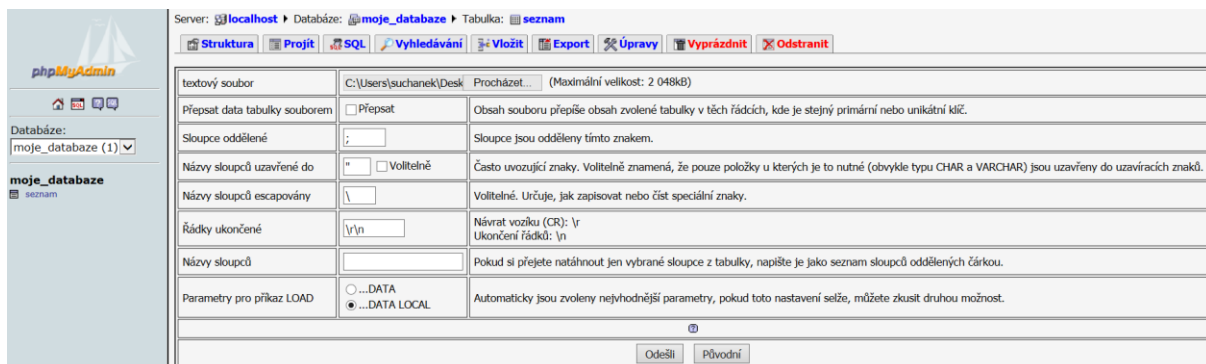 Server: localhost ▸ Databáze: moje_databaze ▸ Tabulka: seznam
Struktura Projít SQL Vyhledávání Vložit Export Úpravy Vyprázdnit Odstranit
phpMyAdmin
Databáze:
moje_databaze (1)
moje_databaze
seznam
textový soubor C:\Users\suchanek\Desk Procházet... (Maximální velikost: 2 048kB)
Přepsat data tabulky souborem Přepsat Obsah souboru přepíše obsah zvolené tabulky v těch řádcích, kde je stejný primární nebo unikátní klíč.
Sloupce oddělené ; Sloupce jsou odděleny tímto znakem.
Názvy sloupců uzavřené do " Volitelně Často uvozující znaky. Volitelně znamená, že pouze položky u kterých je to nutné (obvykle typu CHAR a VARCHAR) jsou uzavřeny do uzavíracích znaků.
Názvy sloupců escapovány \ Volitelné. Určuje, jak zapisovat nebo číst speciální znaky.
Řádky ukončené \r\n Návrat vozíku (CR): \r
Ukončení řádků: \n
Názvy sloupců Pokud si přejete natáhnout jen vybrané sloupce z tabulky, napište je jako seznam sloupců oddělených čárkou.
Parametry pro příkaz LOAD ...DATA
...DATA LOCAL Automaticky jsou zvoleny nejvhodnější parametry, pokud toto nastavení selže, můžete zkusit druhou možnost.
Odešli Původní